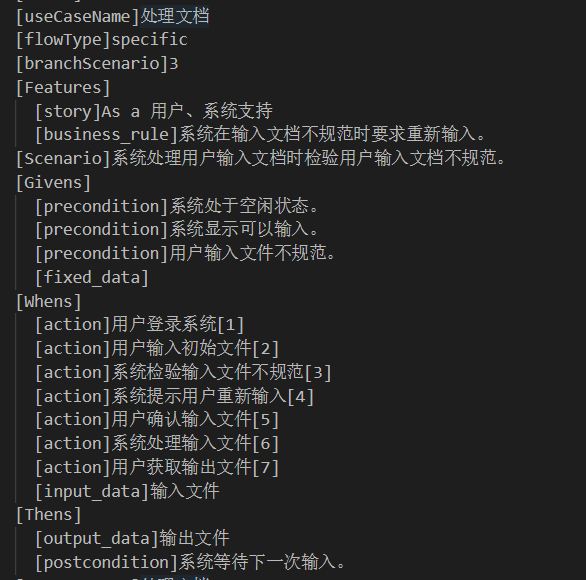 [useCaseName]处理文档
[flowType]specific
[branchScenario]3
[Features]
[story]As a 用户、系统支持
[business_rule]系统在输入文档不规范时要求重新输入。
[Scenario]系统处理用户输入文档时检验用户输入文档不规范。
[Givens]
[precondition]系统处于空闲状态。
[precondition]系统显示可以输入。
[precondition]用户输入文件不规范。
[fixed_data]
[Whens]
[action]用户登录系统[1]
[action]用户输入初始文件[2]
[action]系统检验输入文件不规范[3]
[action]系统提示用户重新输入[4]
[action]用户确认输入文件[5]
[action]系统处理输入文件[6]
[action]用户获取输出文件[7]
[input_data]输入文件
[Thens]
[output_data]输出文件
[postcondition]系统等待下一次输入。